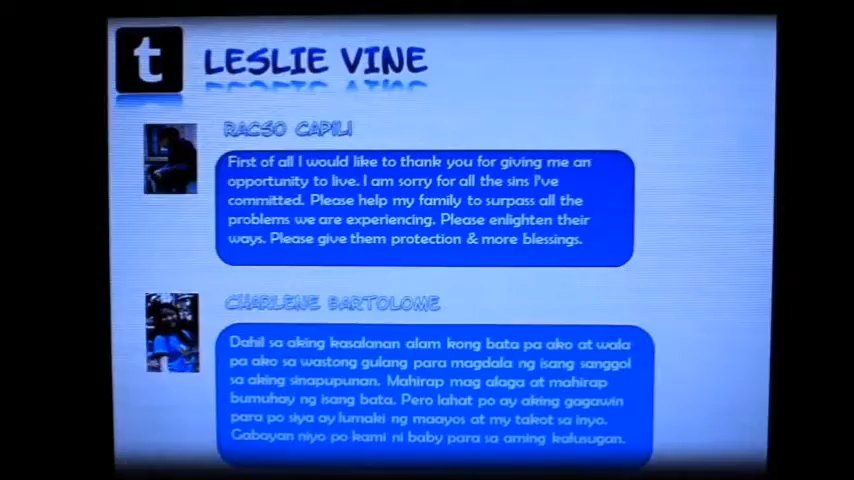 t
LESLIE VINE
RACSO CAPILI
First of all I would like to thank you for giving me an
opportunity to live. I am sorry for all the sins I've
committed. Please help my family to surpass all the
problems we are experiencing. Please enlighten their
ways. Please give them protection & more blessings.
CHARLENE BARTOLOME
Dahil sa aking kasalanan alam kong bata pa ako at wala
pa ako sa wastong gulang para magdala ng isang sanggol
sa aking sinapupunan. Mahirap mag alaga at mahirap
bumuhay ng isang bata. Pero lahat po ay aking gagawin
para po siya ay lumaki ng maayos at my takot sa inyo.
Gabayan niyo po kami ni baby para sa aming kalusugan.